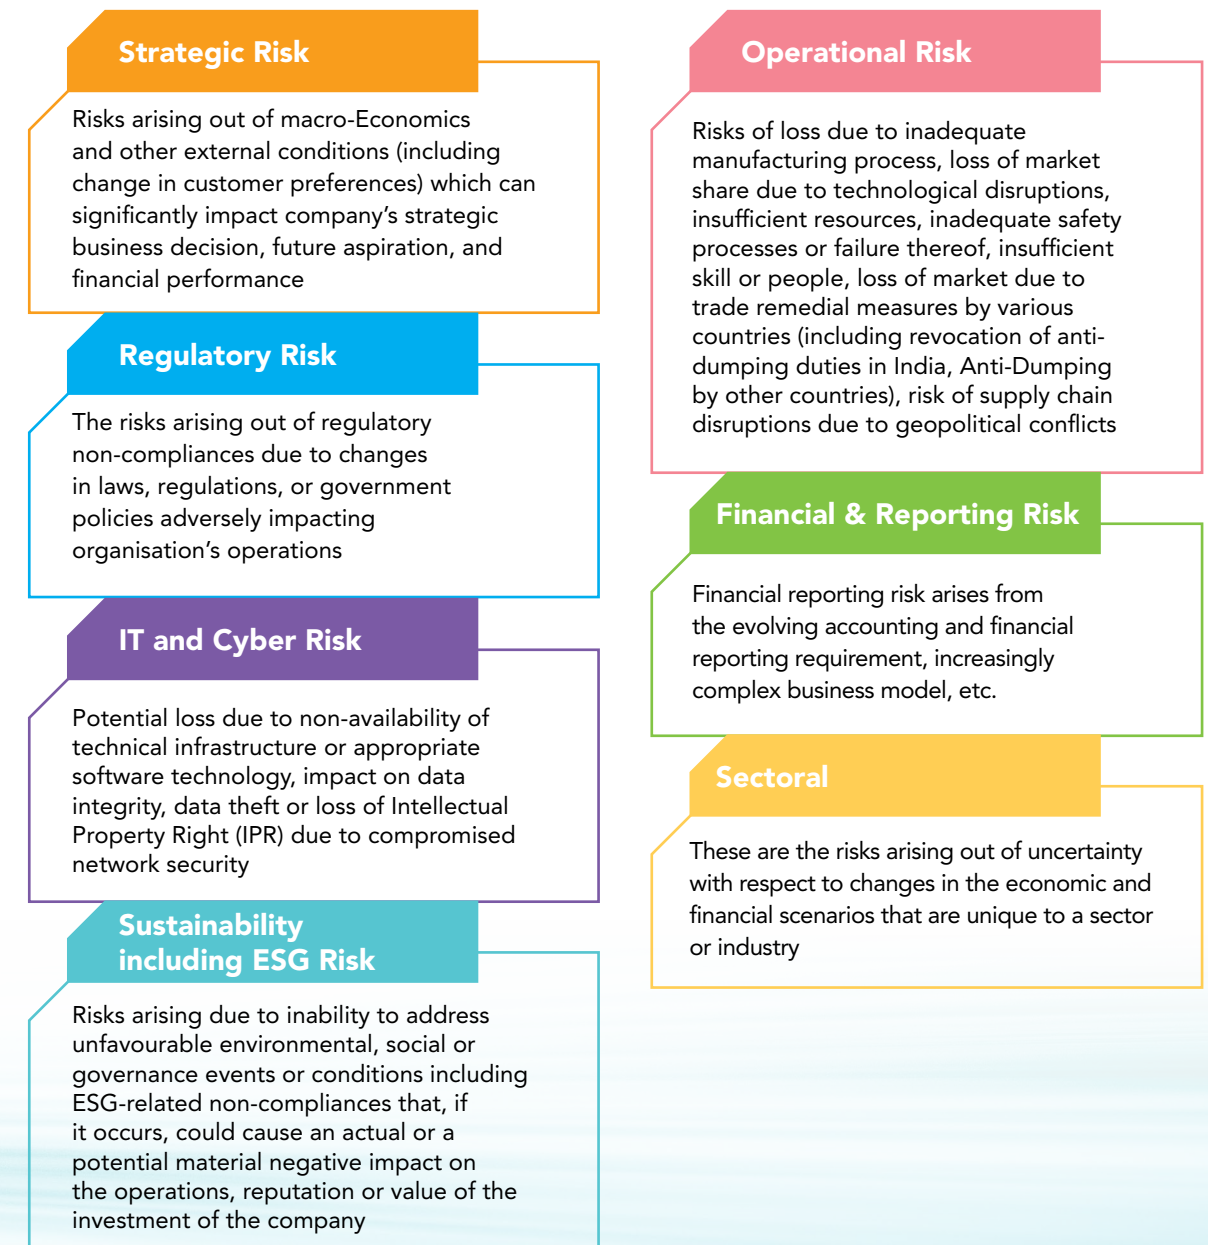 Strategic Risk
Risks arising out of macro-Economics
and other external conditions (including
change in customer preferences) which can
significantly impact company’s strategic
business decision, future aspiration, and
financial performance
Regulatory Risk
The risks arising out of regulatory
non-compliances due to changes
in laws, regulations, or government
policies adversely impacting
organisation’s operations
IT and Cyber Risk
Potential loss due to non-availability of
technical infrastructure or appropriate
software technology, impact on data
integrity, data theft or loss of Intellectual
Property Right (IPR) due to compromised
network security
Sustainability
including ESG Risk
Risks arising due to inability to address
unfavourable environmental, social or
governance events or conditions including
ESG-related non-compliances that, if
it occurs, could cause an actual or a
potential material negative impact on
the operations, reputation or value of the
investment of the company
Operational Risk
Risks of loss due to inadequate
manufacturing process, loss of market
share due to technological disruptions,
insufficient resources, inadequate safety
processes or failure thereof, insufficient
skill or people, loss of market due to
trade remedial measures by various
countries (including revocation of anti-
dumping duties in India, Anti-Dumping
by other countries), risk of supply chain
disruptions due to geopolitical conflicts
Financial & Reporting Risk
Financial reporting risk arises from
the evolving accounting and financial
reporting requirement, increasingly
complex business model, etc.
Sectoral
These are the risks arising out of uncertainty
with respect to changes in the economic and
financial scenarios that are unique to a sector
or industry